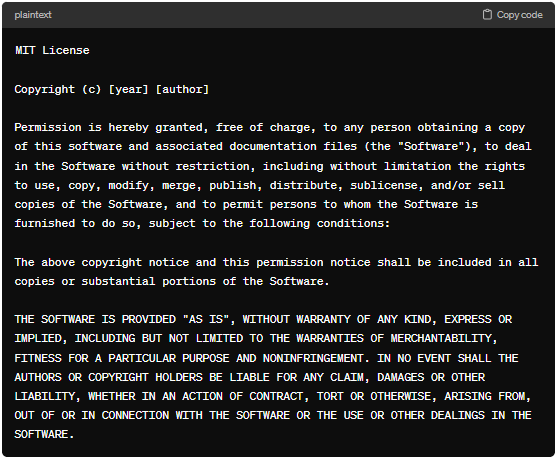 plaintext
Copy code
MIT License
Copyright (c) [year] [author]
Permission is hereby granted, free of charge, to any person obtaining a copy
of this software and associated documentation files (the "Software"), to deal
in the Software without restriction, including without limitation the rights
to use, copy, modify, merge, publish, distribute, sublicense, and/or sell
copies of the Software, and to permit persons to whom the Software is
furnished to do so, subject to the following conditions:
The above copyright notice and this permission notice shall be included in all
copies or substantial portions of the Software.
THE SOFTWARE IS PROVIDED "AS IS", WITHOUT WARRANTY OF ANY KIND, EXPRESS OR
IMPLIED, INCLUDING BUT NOT LIMITED TO THE WARRANTIES OF MERCHANTABILITY,
FITNESS FOR A PARTICULAR PURPOSE AND NONINFRINGEMENT. IN NO EVENT SHALL THE
AUTHORS OR COPYRIGHT HOLDERS BE LIABLE FOR ANY CLAIM, DAMAGES OR OTHER
LIABILITY, WHETHER IN AN ACTION OF CONTRACT, TORT OR OTHERWISE, ARISING FROM,
OUT OF OR IN CONNECTION WITH THE SOFTWARE OR THE USE OR OTHER DEALINGS IN THE
SOFTWARE.